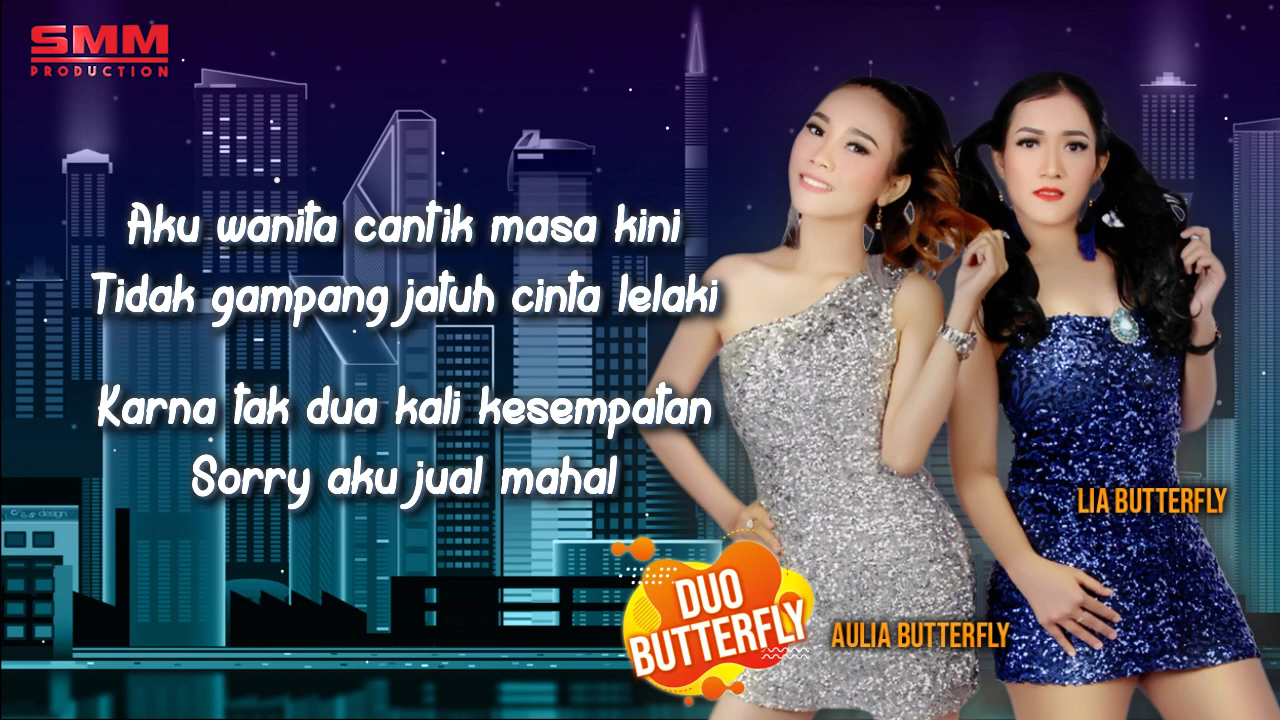 SMM
PRODUCTION
Aku wanita cantik masa kini
Tidak gampang jatuh cinta lelaki
Karna tak dua kali kesempatan
Sorry aku jual mahal
LIA BUTTERFLY
DUO
BUTTERFLY
AULIA BUTTERFLY
design